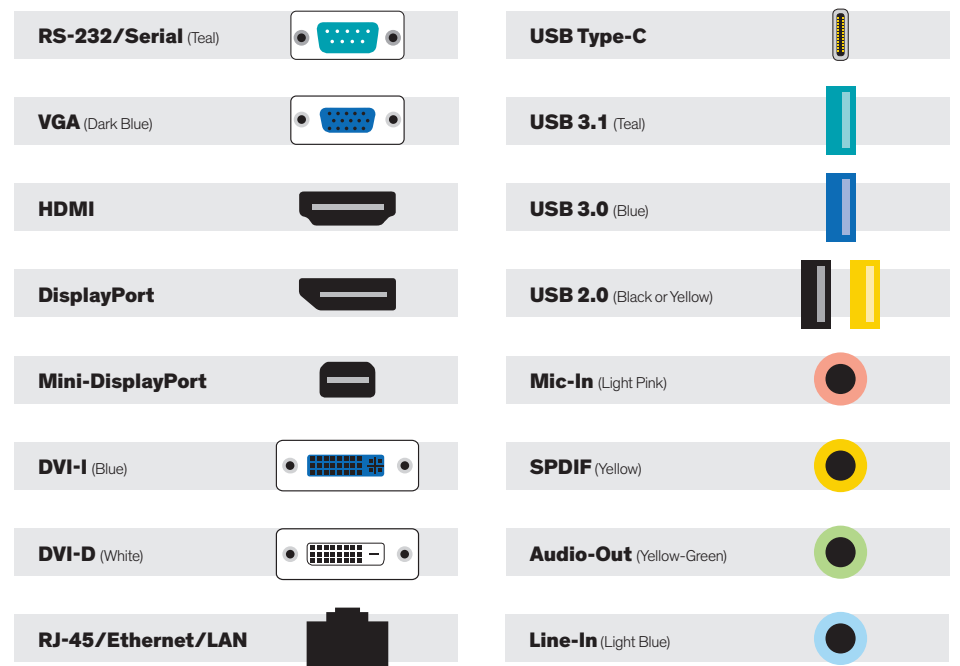 RS-232/Serial (Teal)
VGA (Dark Blue)
HDMI
DisplayPort
Mini-DisplayPort
DVI-I (Blue)
DVI-D (White)
RJ-45/Ethernet/LAN
USB Type-C
USB 3.1 (Teal)
USB 3.0 (Blue)
USB 2.0 (Black or Yellow)
Mic-In (Light Pink)
SPDIF (Yellow)
Audio-Out (Yellow-Green)
Line-In (Light Blue)